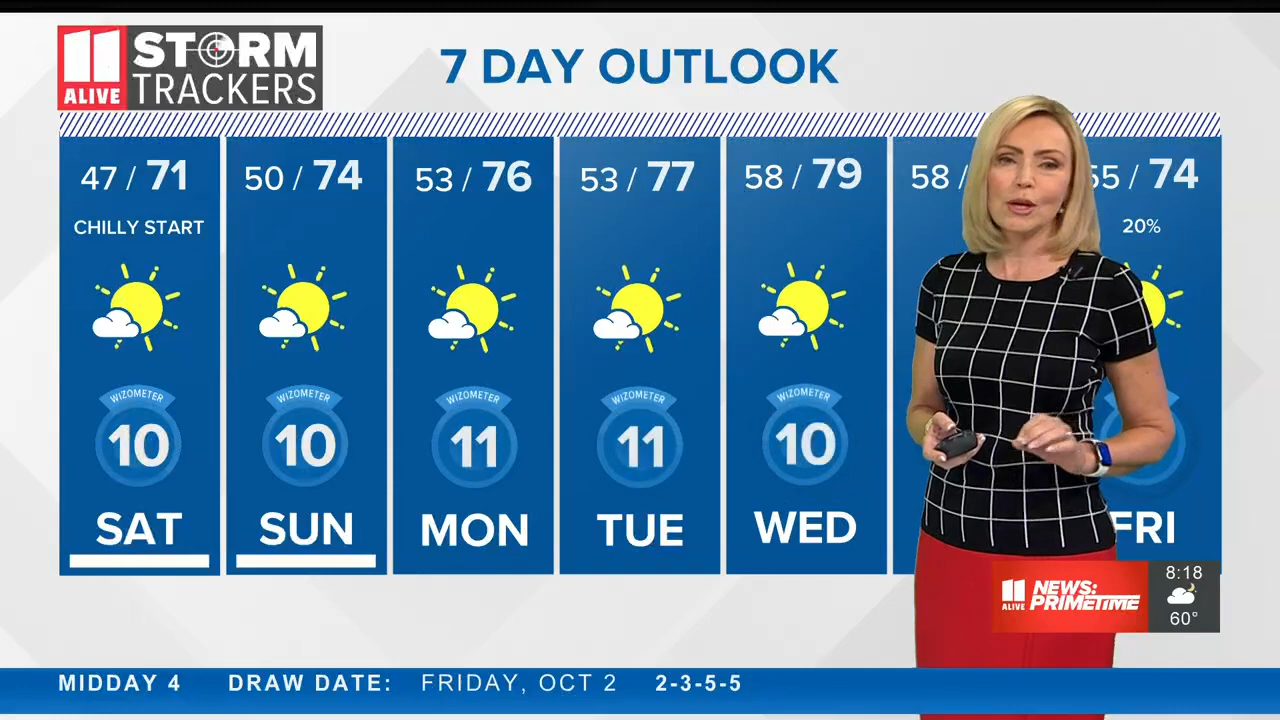 11 ALIVE STORM TRACKERS
7 DAY OUTLOOK
47 / 71
CHILLY START
WIZOMETER
10
SAT
50 / 74
WIZOMETER
10
SUN
53 / 76
WIZOMETER
11
MON
53 / 77
WIZOMETER
11
TUE
58 / 79
WIZOMETER
10
WED
58 /
55 / 74
20%
FRI
11 ALIVE NEWS: PRIMETIME
8:18
60°
MIDDAY 4 DRAW DATE: FRIDAY, OCT 2 2-3-5-5